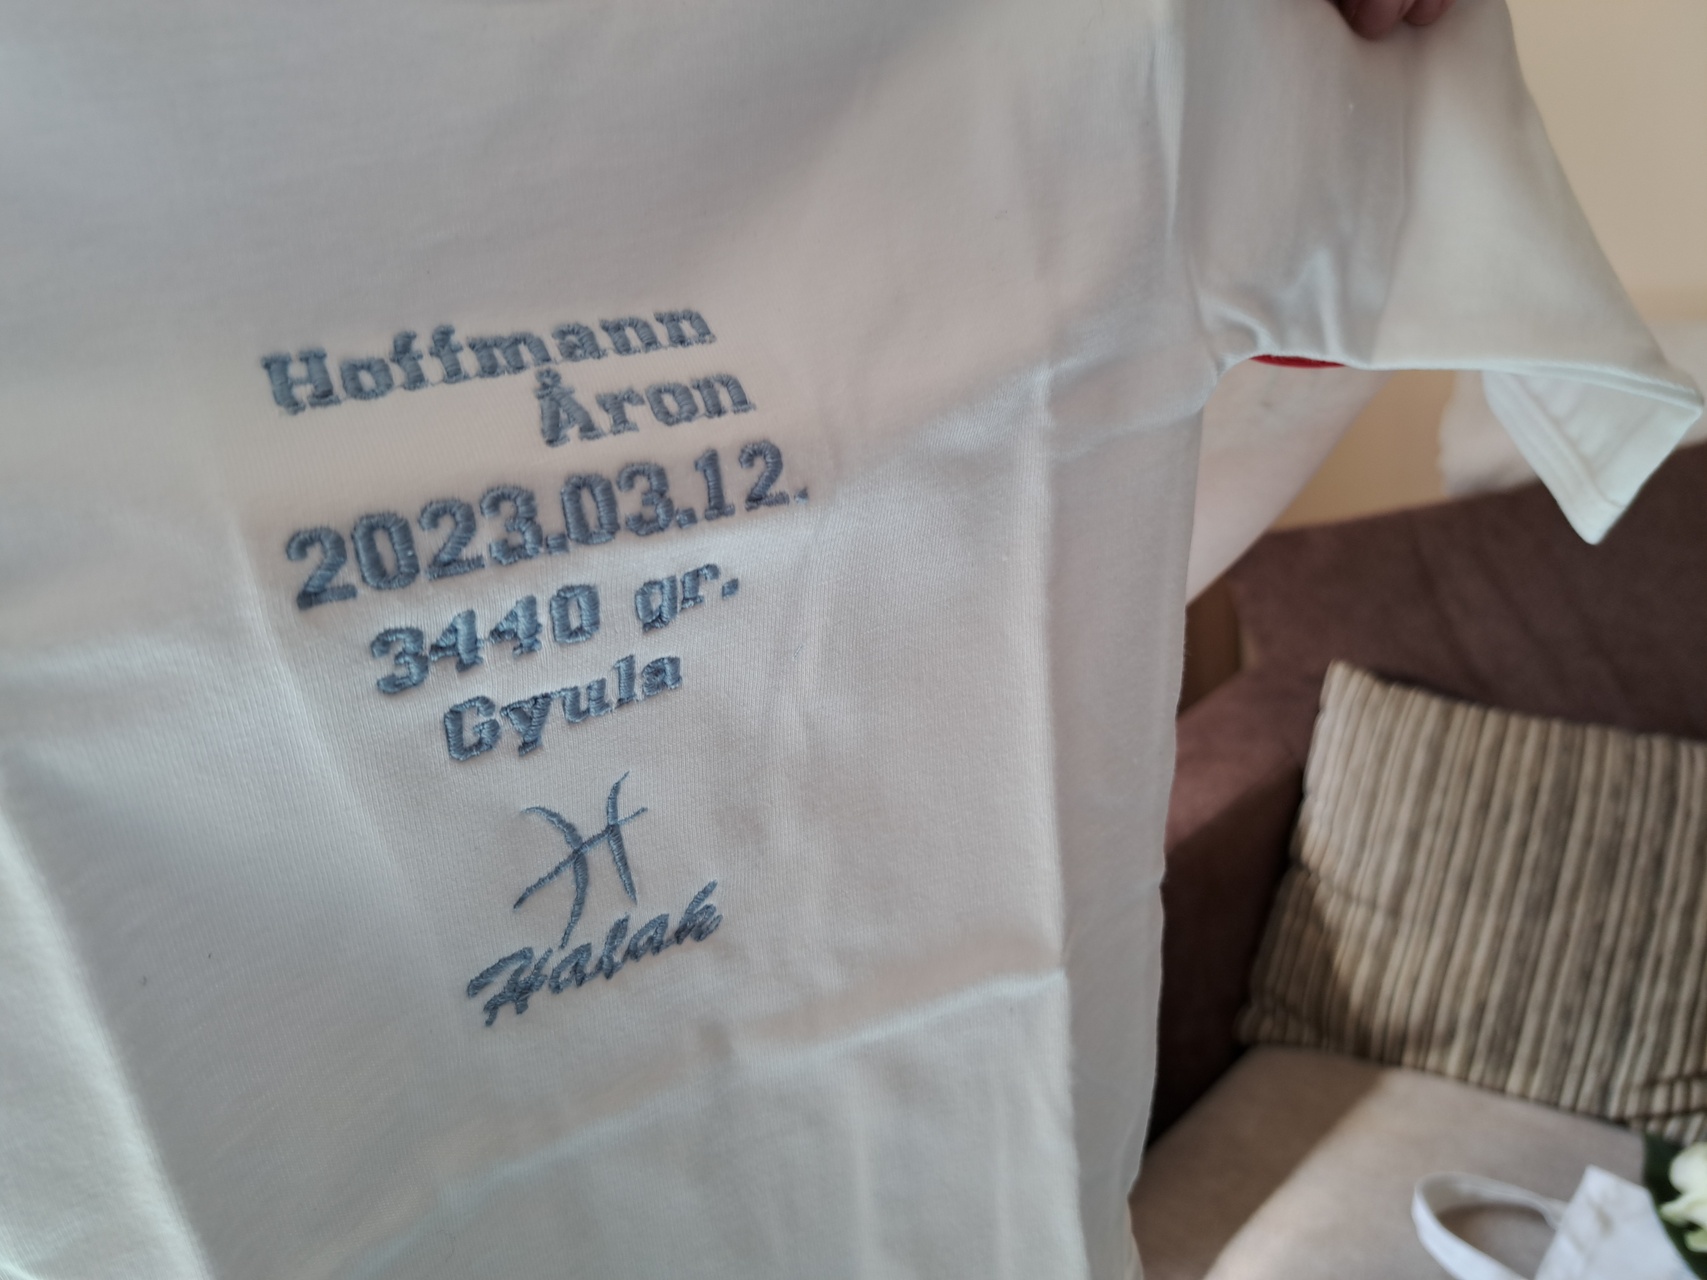 Hoffmann
Åron
2023.03.12.
3440 gr.
Gyula
Halak